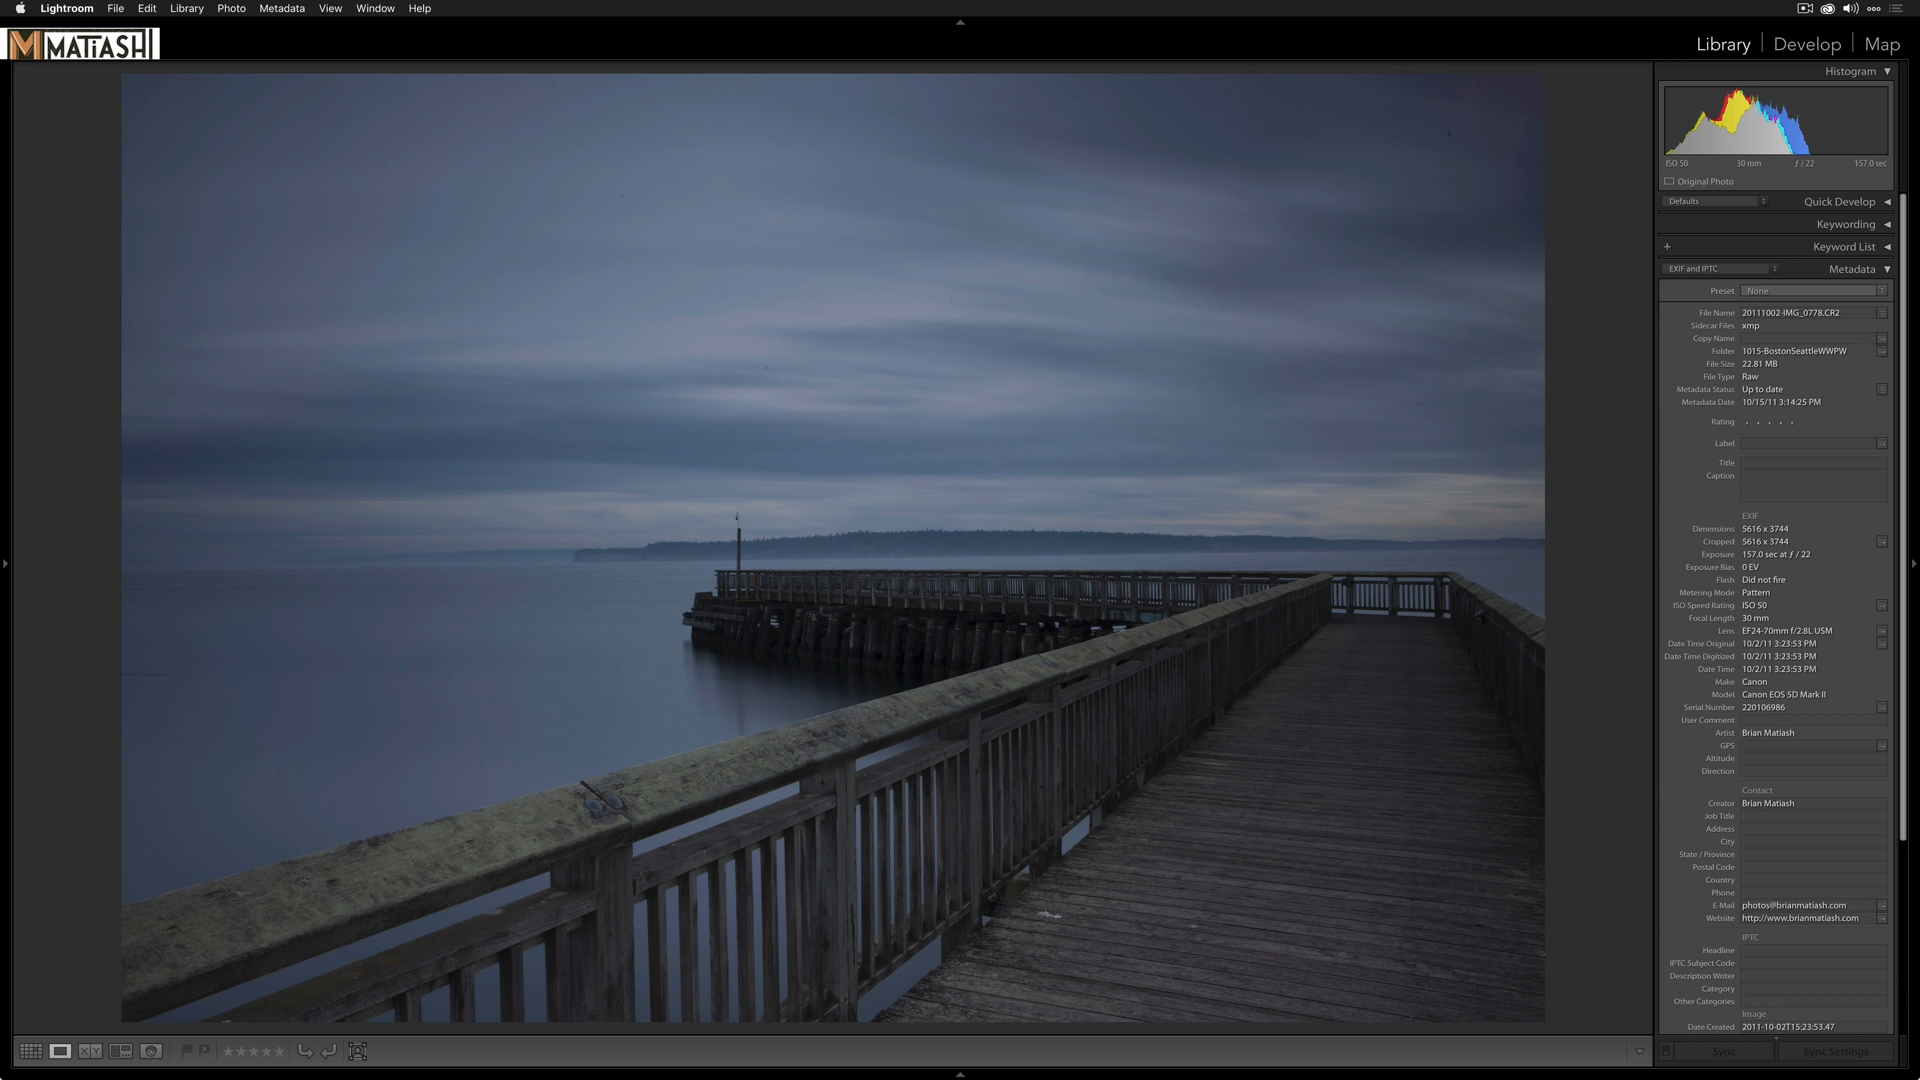 Lightroom File Edit Library Photo Metadata View Window Help
MATIASH
Library | Develop | Map
Histogram
ISO 50 30 mm ƒ / 22 157.0 sec
Original Photo
Defaults Quick Develop
Keywording
+ Keyword List
EXIF and IPTC Metadata
Preset None
File Name 20111002-IMG_0778.CR2
Sidecar Files xmp
Copy Name
Folder 1015-BostonSeattleWWPW
File Size 22.81 MB
File Type Raw
Metadata Status Up to date
Metadata Date 10/15/11 3:14:25 PM
Rating . . . . .
Label
Title
Caption
EXIF
Dimensions 5616 x 3744
Cropped 5616 x 3744
Exposure 157.0 sec at ƒ / 22
Exposure Bias 0 EV
Flash Did not fire
Metering Mode Pattern
ISO Speed Rating ISO 50
Focal Length 30 mm
Lens EF24-70mm f/2.8L USM
Date Time Original 10/2/11 3:23:53 PM
Date Time Digitized 10/2/11 3:23:53 PM
Date Time 10/2/11 3:23:53 PM
Make Canon
Model Canon EOS 5D Mark II
Serial Number 220106986
User Comment
Artist Brian Matiash
GPS
Altitude
Direction
Contact
Creator Brian Matiash
Job Title
Address
City
State / Province
Postal Code
Country
Phone
E-Mail photos@brianmatiash.com
Website http://www.brianmatiash.com
IPTC
Headline
IPTC Subject Code
Description Writer
Category
Other Categories
Image
Date Created 2011-10-02T15:23:53.47
X Y
Sync Sync Settings